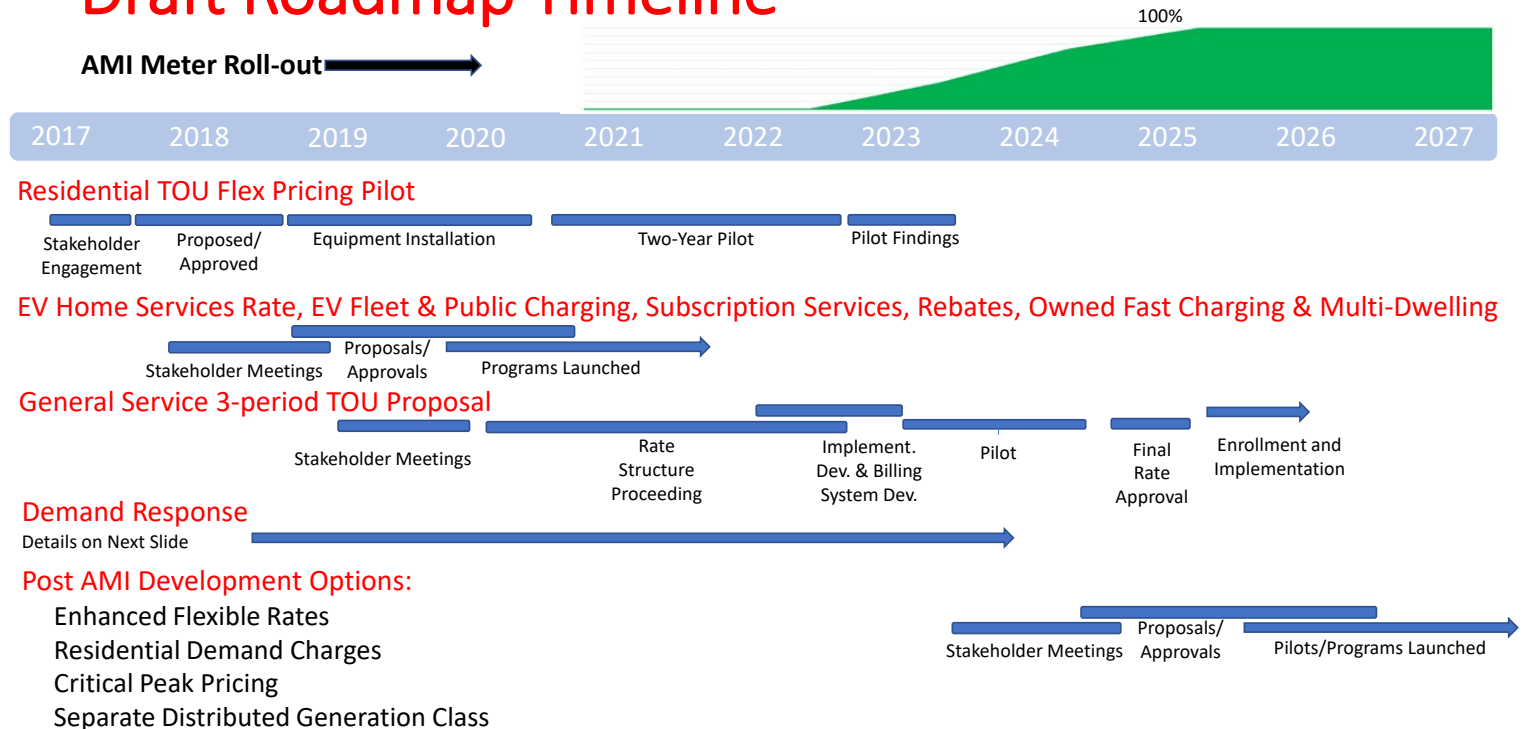 Draft Roadmap Timeline
100%
AMI Meter Roll-out
2017 2018 2019 2020 2021 2022 2023 2024 2025 2026 2027
Residential TOU Flex Pricing Pilot
Stakeholder
Engagement
Proposed/
Approved
Equipment Installation
Two-Year Pilot
Pilot Findings
EV Home Services Rate, EV Fleet & Public Charging, Subscription Services, Rebates, Owned Fast Charging & Multi-Dwelling
Stakeholder Meetings
Proposals/
Approvals
Programs Launched
General Service 3-period TOU Proposal
Stakeholder Meetings
Rate
Structure
Proceeding
Implement.
Dev. & Billing
System Dev.
Pilot
Final
Rate
Approval
Enrollment and
Implementation
Demand Response
Details on Next Slide
Post AMI Development Options:
Enhanced Flexible Rates
Residential Demand Charges
Critical Peak Pricing
Separate Distributed Generation Class
Stakeholder Meetings
Proposals/
Approvals
Pilots/Programs Launched